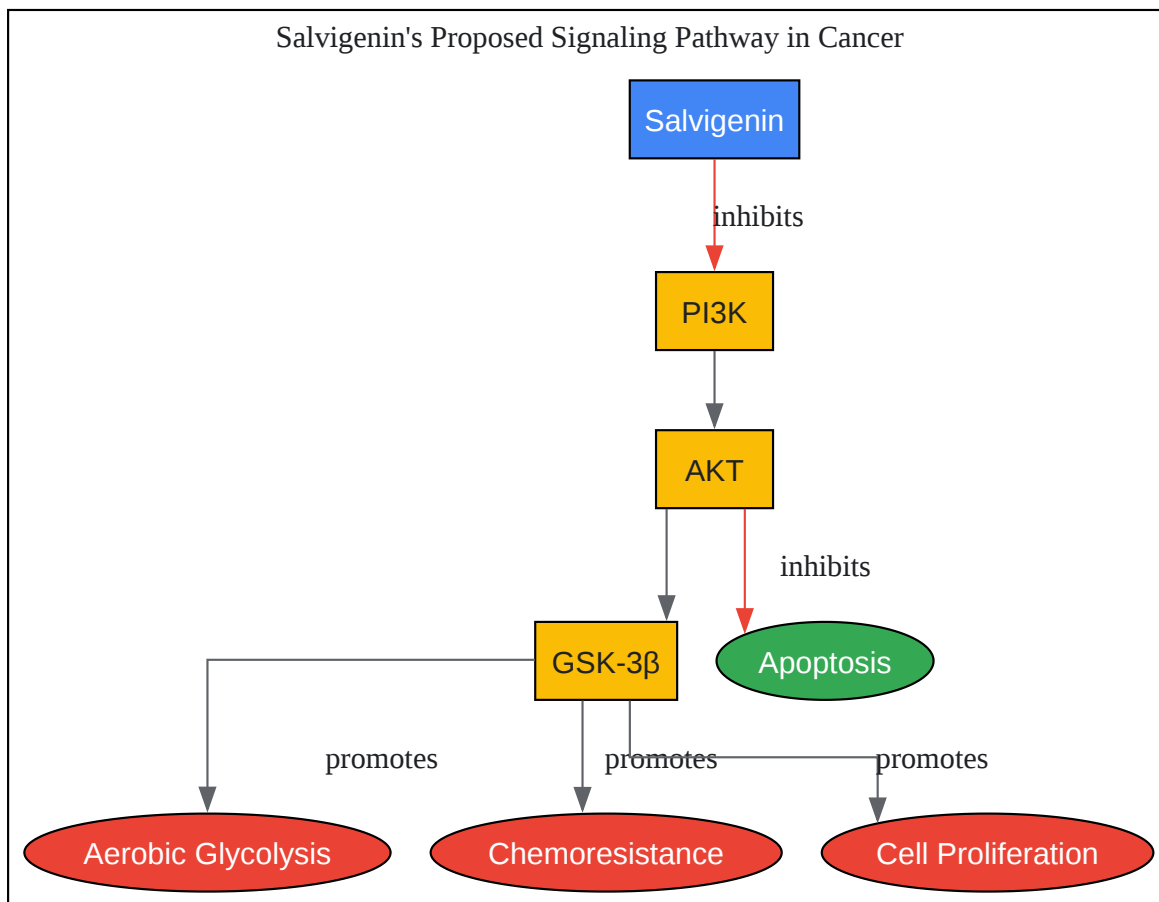 Salvigenin's Proposed Signaling Pathway in Cancer
Salvigenin
inhibits
PI3K
AKT
inhibits
GSK-3β
Apoptosis
promotes
promotes
promotes
Aerobic Glycolysis
Chemoresistance
Cell Proliferation